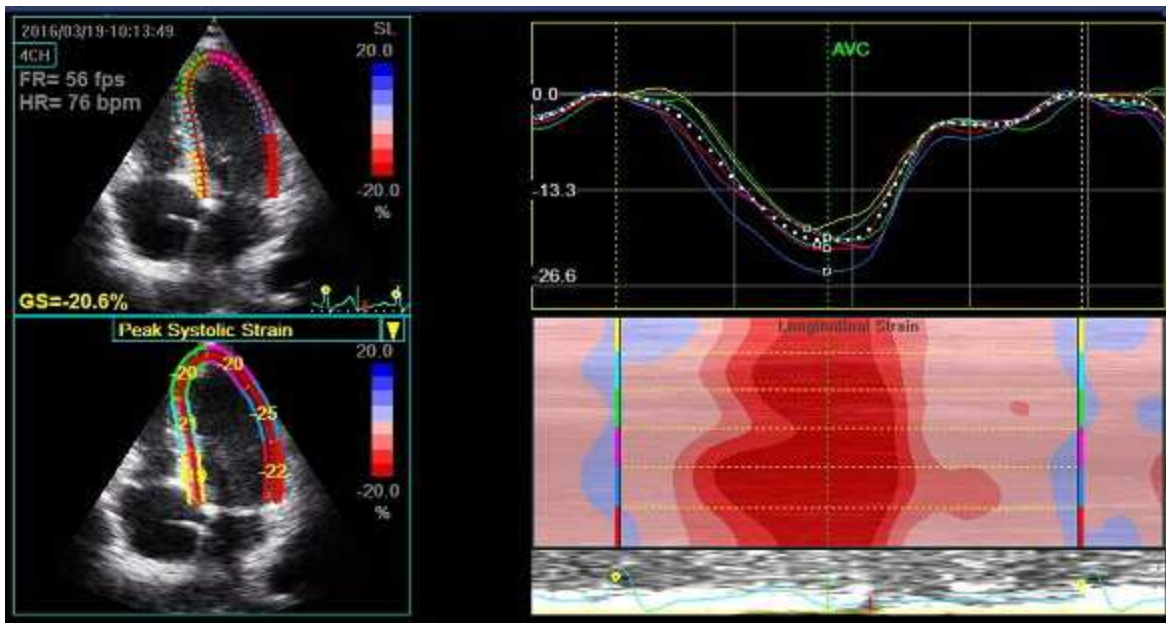 2016/03/19-10:13:49
4CH
FR= 56 fps
HR= 76 bpm
SL
20.0
-20.0
%
GS=-20.6%
AVC
0.0
-13.3
-26.6
Peak Systolic Strain
20.0
-20.0
%
-20
-20
-21
-25
-22
Longitudinal Strain